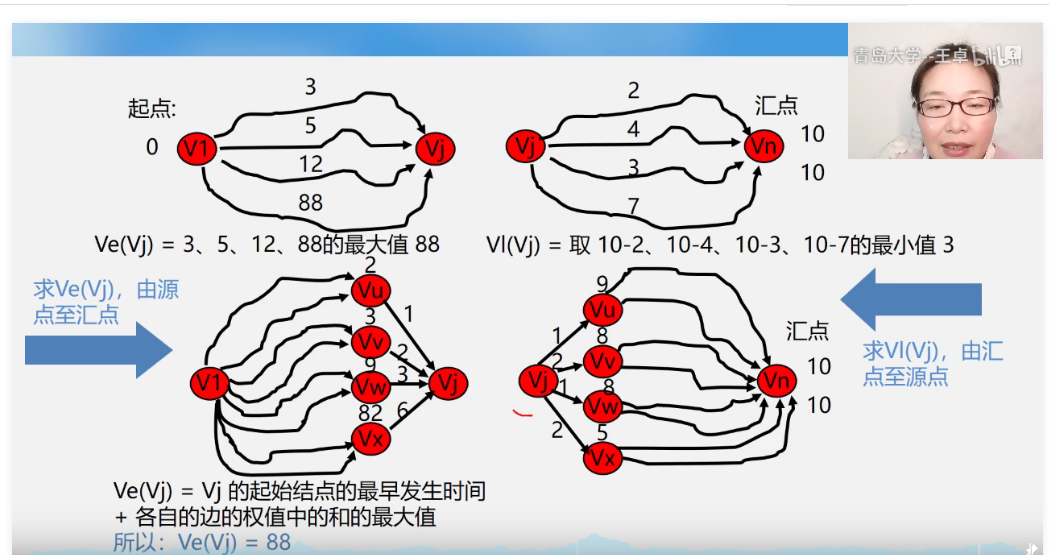 青岛大学--王卓 bilibili
起点:
0
V1
3
5
12
88
Vj
Vj
2
4
3
7
汇点
Vn
10
10
Ve(Vj) = 3、5、12、88的最大值 88
Vl(Vj) = 取 10-2、10-4、10-3、10-7的最小值 3
求Ve(Vj)，由源
点至汇点
V1
2
Vu
1
3
Vv
2
9
Vw
3
82
Vx
6
Vj
Vj
1
2
1
2
9
Vu
8
Vv
8
Vw
5
Vx
汇点
Vn
10
10
求Vl(Vj)，由汇
点至源点
Ve(Vj) = Vj 的起始结点的最早发生时间
+ 各自的边的权值中的和的最大值
所以：Ve(Vj) = 88